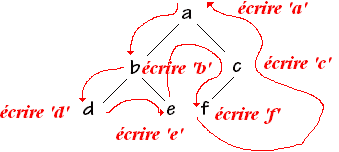 a
écrire 'a'
b
écrire 'b'
c
écrire 'c'
d
écrire 'd'
e
écrire 'e'
f
écrire 'f'